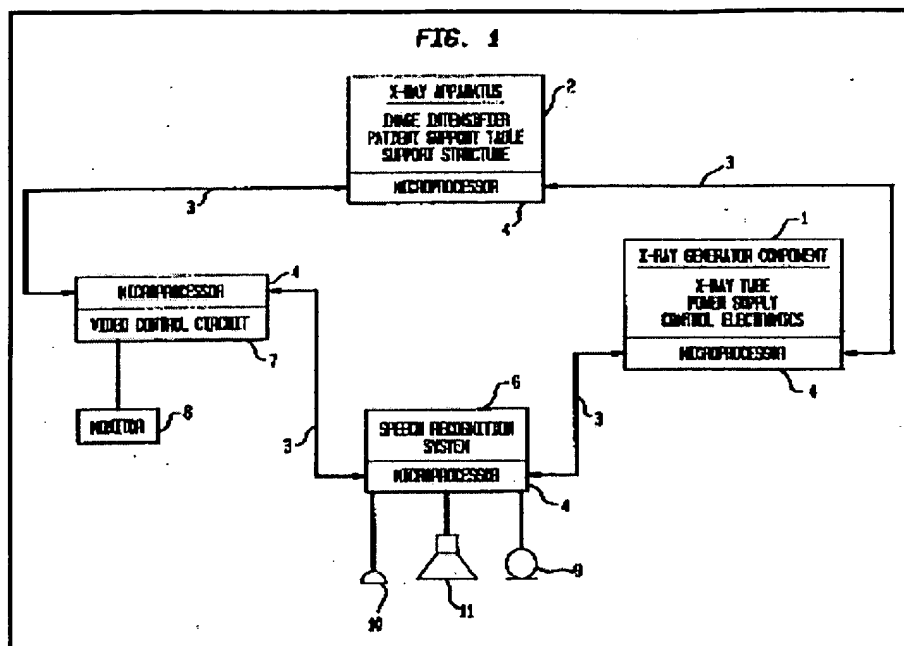 FIG. 1
X-RAY APPARATUS
2
IMAGE INTENSIFIER
PATIENT SUPPORT TABLE
SUPPORT STRUCTURE
MICROPROCESSOR
4
3
3
1
X-RAY GENERATOR COMPONENT
X-RAY TUBE
POWER SUPPLY
CONTROL ELECTRONICS
MICROPROCESSOR
4
4
MICROPROCESSOR
VIDEO CONTROL CIRCUIT
7
MONITOR
8
3
3
6
SPEECH RECOGNITION
SYSTEM
MICROPROCESSOR
4
10
11
9